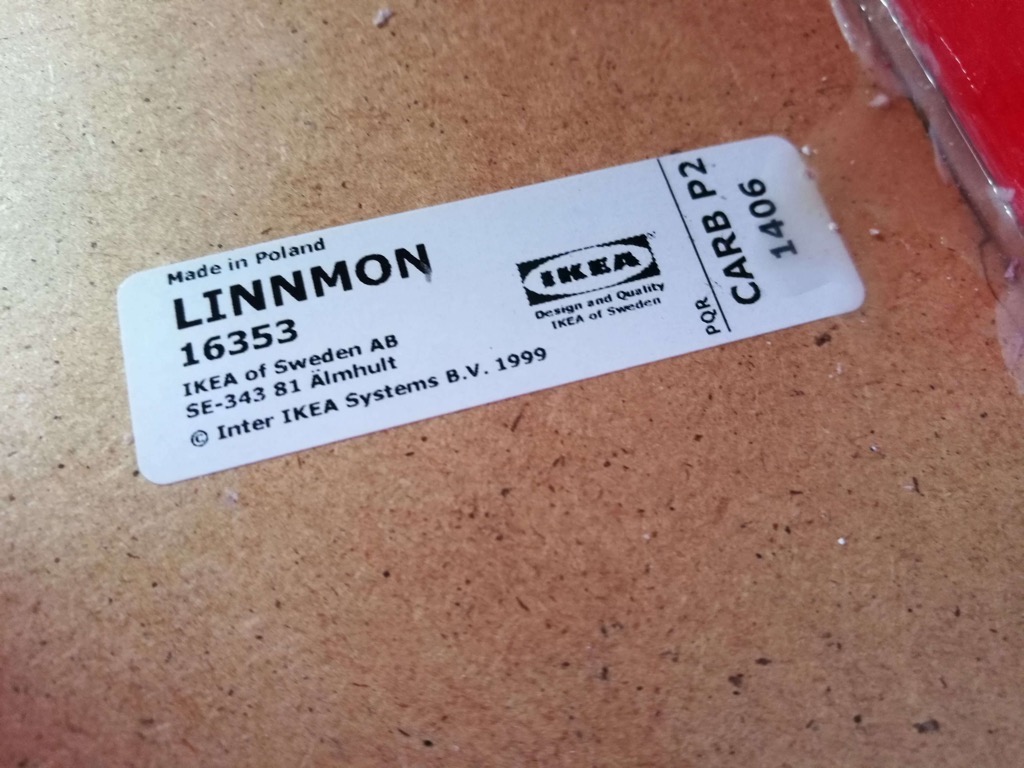 Made in Poland
LINNMON
16353
IKEA of Sweden AB
SE-343 81 Älmhult
© Inter IKEA Systems B.V. 1999
IKEA
Design and Quality
IKEA of Sweden
PQR
CARB P2
1406